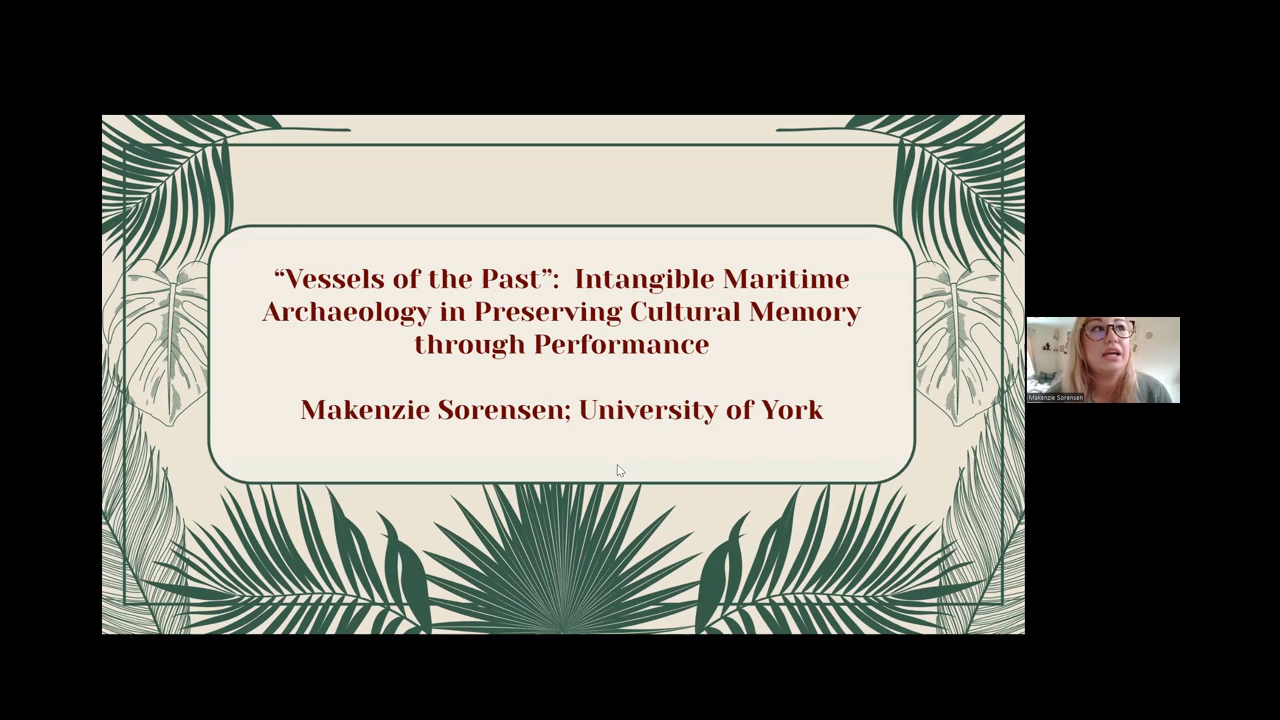 “Vessels of the Past”: Intangible Maritime
Archaeology in Preserving Cultural Memory
through Performance
Makenzie Sorensen; University of York
Makenzie Sorensen